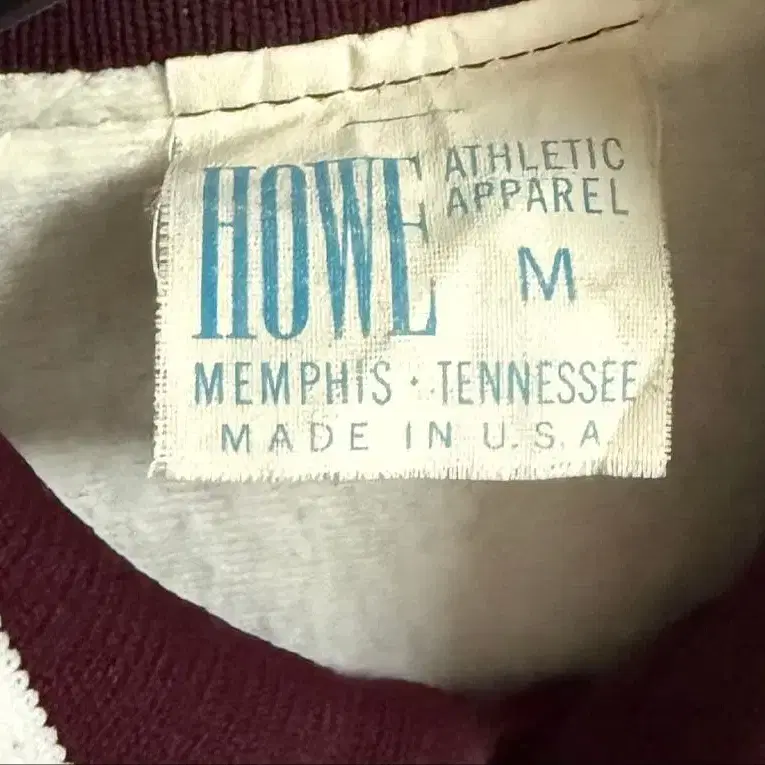 HOWE ATHLETIC
APPAREL
M
MEMPHIS · TENNESSEE
MADE IN U.S.A